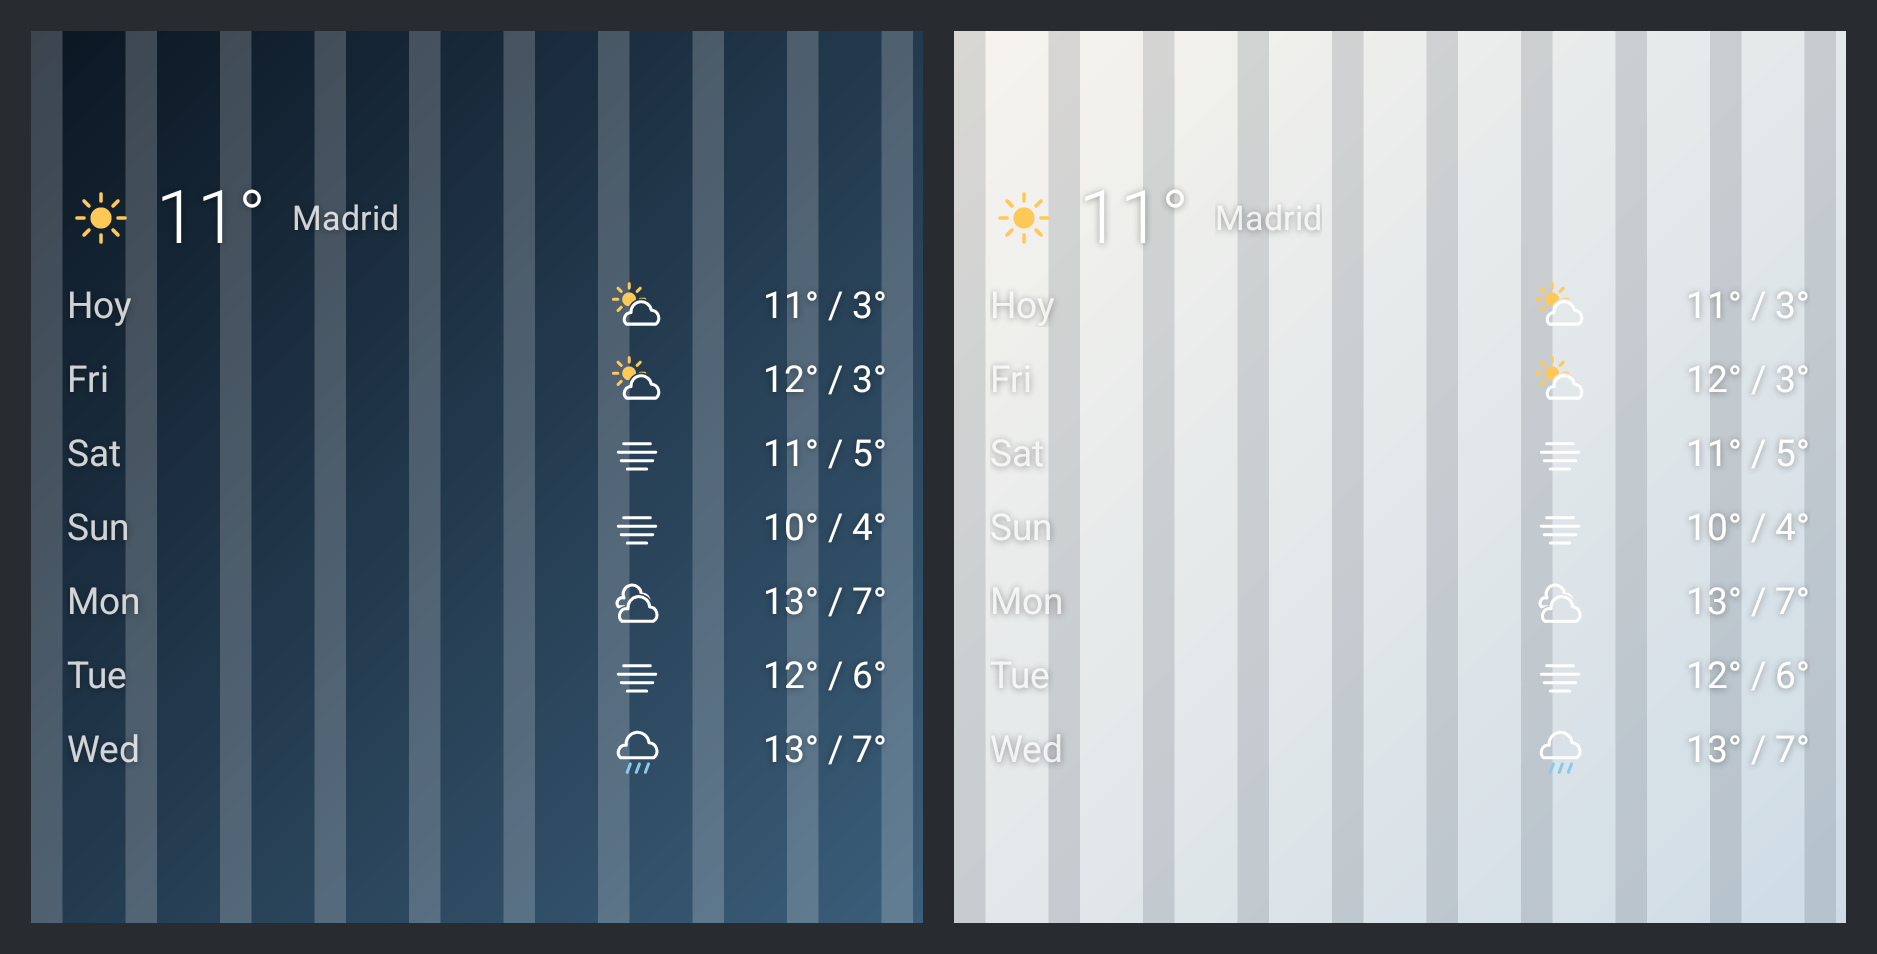 11° Madrid
Hoy 11° / 3°
Fri 12° / 3°
Sat 11° / 5°
Sun 10° / 4°
Mon 13° / 7°
Tue 12° / 6°
Wed 13° / 7°
11° Madrid
Hoy 11° / 3°
Fri 12° / 3°
Sat 11° / 5°
Sun 10° / 4°
Mon 13° / 7°
Tue 12° / 6°
Wed 13° / 7°